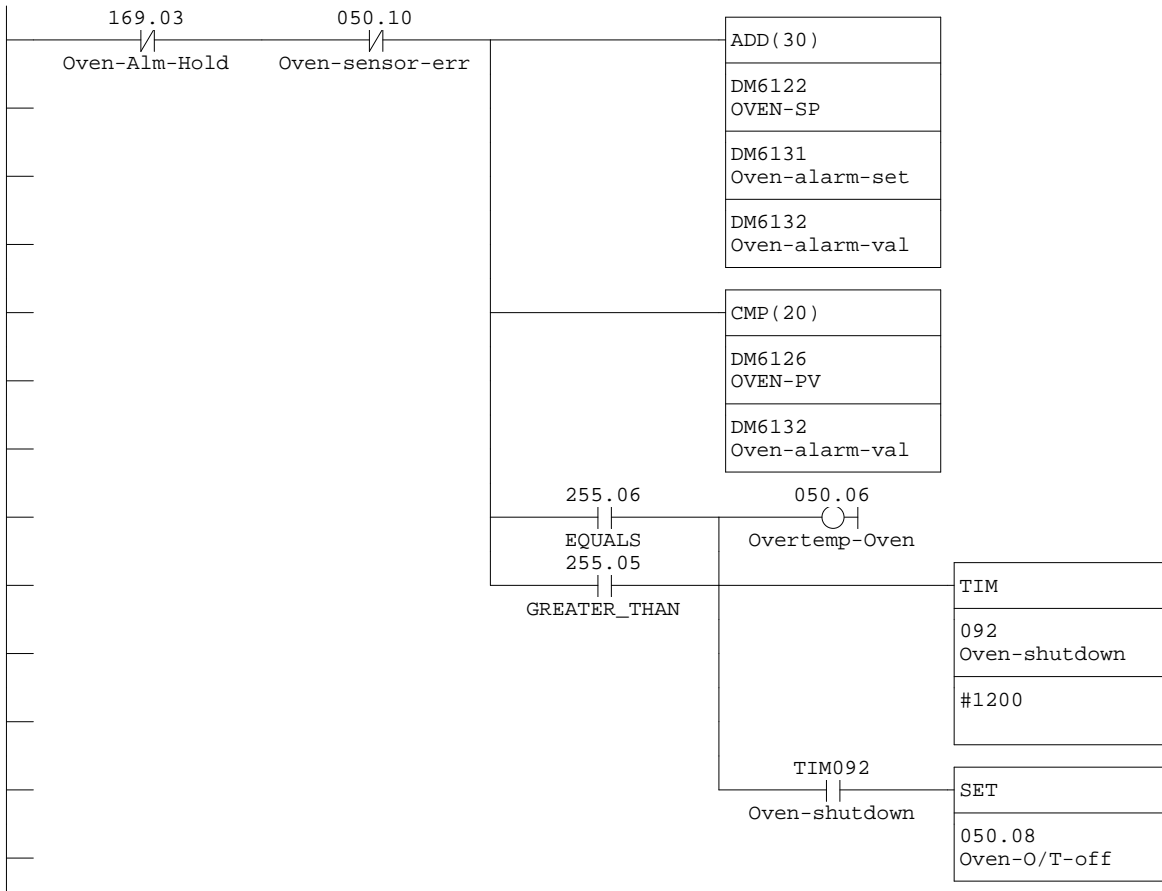 169.03 050.10
Oven-Alm-Hold Oven-sensor-err
ADD(30)
DM6122
OVEN-SP
DM6131
Oven-alarm-set
DM6132
Oven-alarm-val
CMP(20)
DM6126
OVEN-PV
DM6132
Oven-alarm-val
255.06 050.06
EQUALS Overtemp-Oven
255.05
GREATER_THAN
TIM
092
Oven-shutdown
#1200
TIM092
Oven-shutdown
SET
050.08
Oven-O/T-off